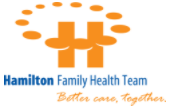 Hamilton Family Health Team
Better care, together.